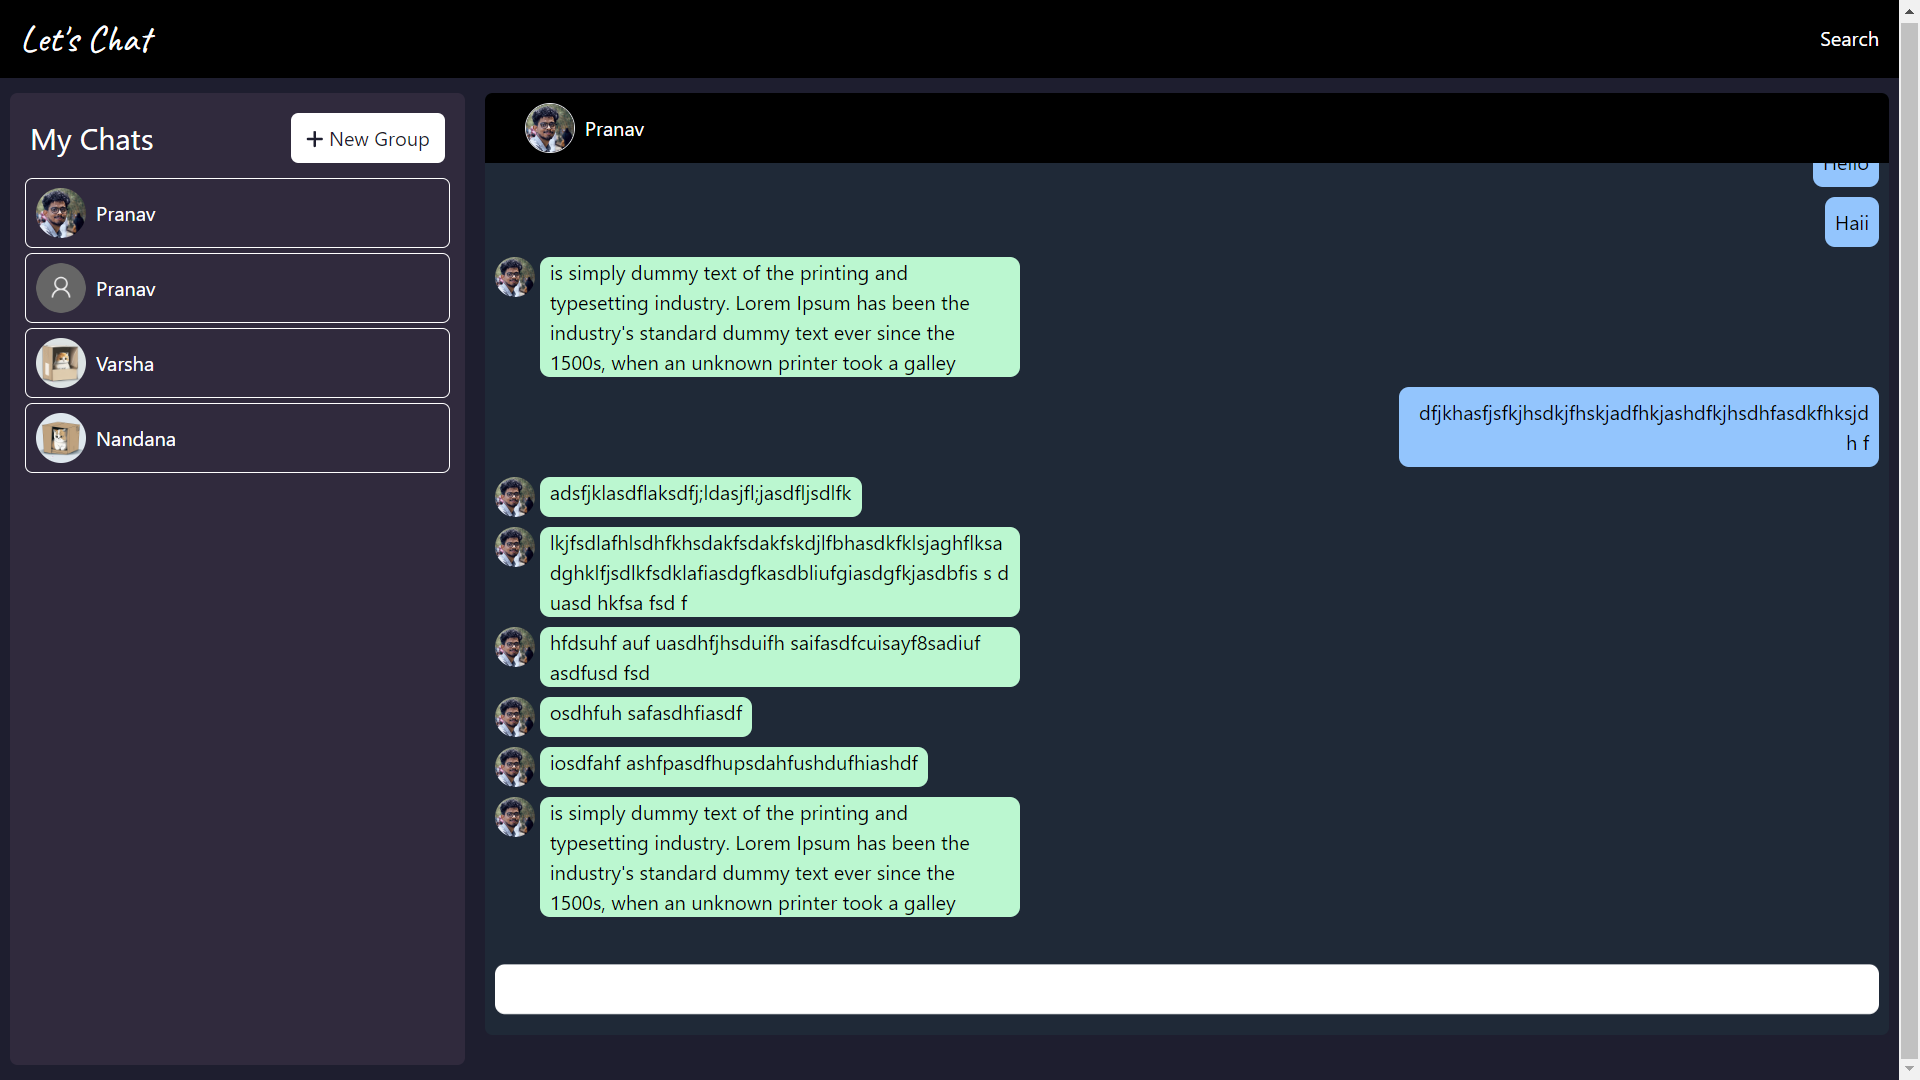 Let's Chat
Search
My Chats
New Group
Pranav
Pranav
Varsha
Nandana
Pranav
Hello
Haii
is simply dummy text of the printing and
typesetting industry. Lorem Ipsum has been the
industry's standard dummy text ever since the
1500s, when an unknown printer took a galley
dfjkhasfjsfkjhsdkjfhskjadfhkjashdfkjhsdhfasdkfhksjd
h f
adsfjklasdflaksdfj;ldasjfl;jasdfljsdlfk
lkjfsdlafhlsdhfkhsdakfsdakfskdjlfbhasdkfklsjaghflksa
dghklfjsdlkfsdklafiasdgfkasdbliufgiasdgfkjasdbfis s d
uasd hkfsa fsd f
hfdsuhf auf uasdhfjhsduifh saifasdfcuisayf8sadiuf
asdfusd fsd
osdhfuh safasdhfiasdf
iosdfahf ashfpasdfhupsdahfushdufhiashdf
is simply dummy text of the printing and
typesetting industry. Lorem Ipsum has been the
industry's standard dummy text ever since the
1500s, when an unknown printer took a galley